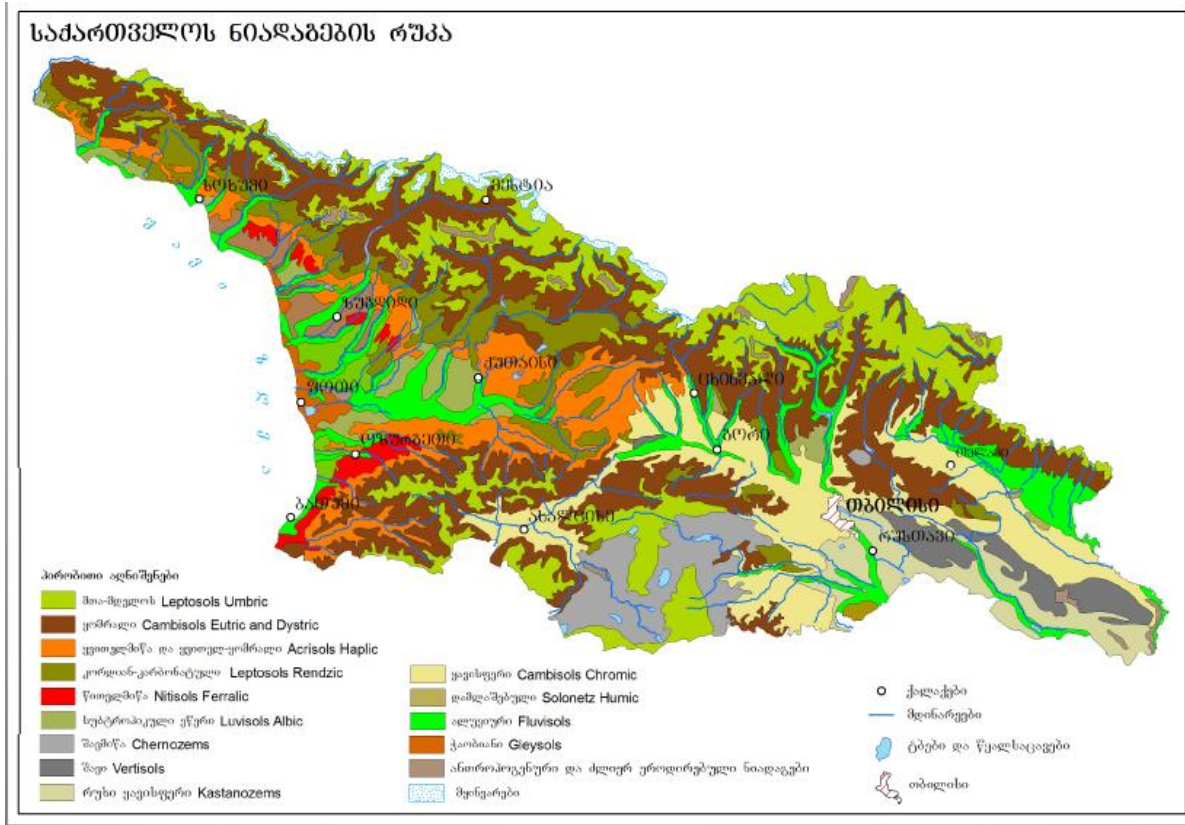 საქართველოს ნიადაგების რუკა
სოხუმი
მესტია
ზუგდიდი
ქუთაისი
ცხინვალი
ფოთი
ოზურგეთი
გორი
თელავი
ბათუმი
ახალციხე
თბილისი
რუსთავი
შავი
ზღვა
პირობითი აღნიშვნები
მთა-მდელოს Leptosols Umbric
ყომრალი Cambisols Eutric and Dystric
ყვითელმიწა და ყვითელ-ყომრალი Acrisols Haplic
კორდიან-კარბონატული Leptosols Rendzic
წითელმიწა Nitisols Ferralic
სუბტროპიკული ეწერი Luvisols Albic
შავმიწა Chernozems
შავი Vertisols
რუხი ყავისფერი Kastanozems
ყავისფერი Cambisols Chromic
დამლაშებული Solonetz Humic
ალუვიური Fluvisols
ჭაობიანი Gleysols
ანთროპოგენური და ძლიერ ეროდირებული ნიადაგები
მყინვარები
ქალაქები
მდინარეები
ტბები და წყალსაცავები
თბილისი